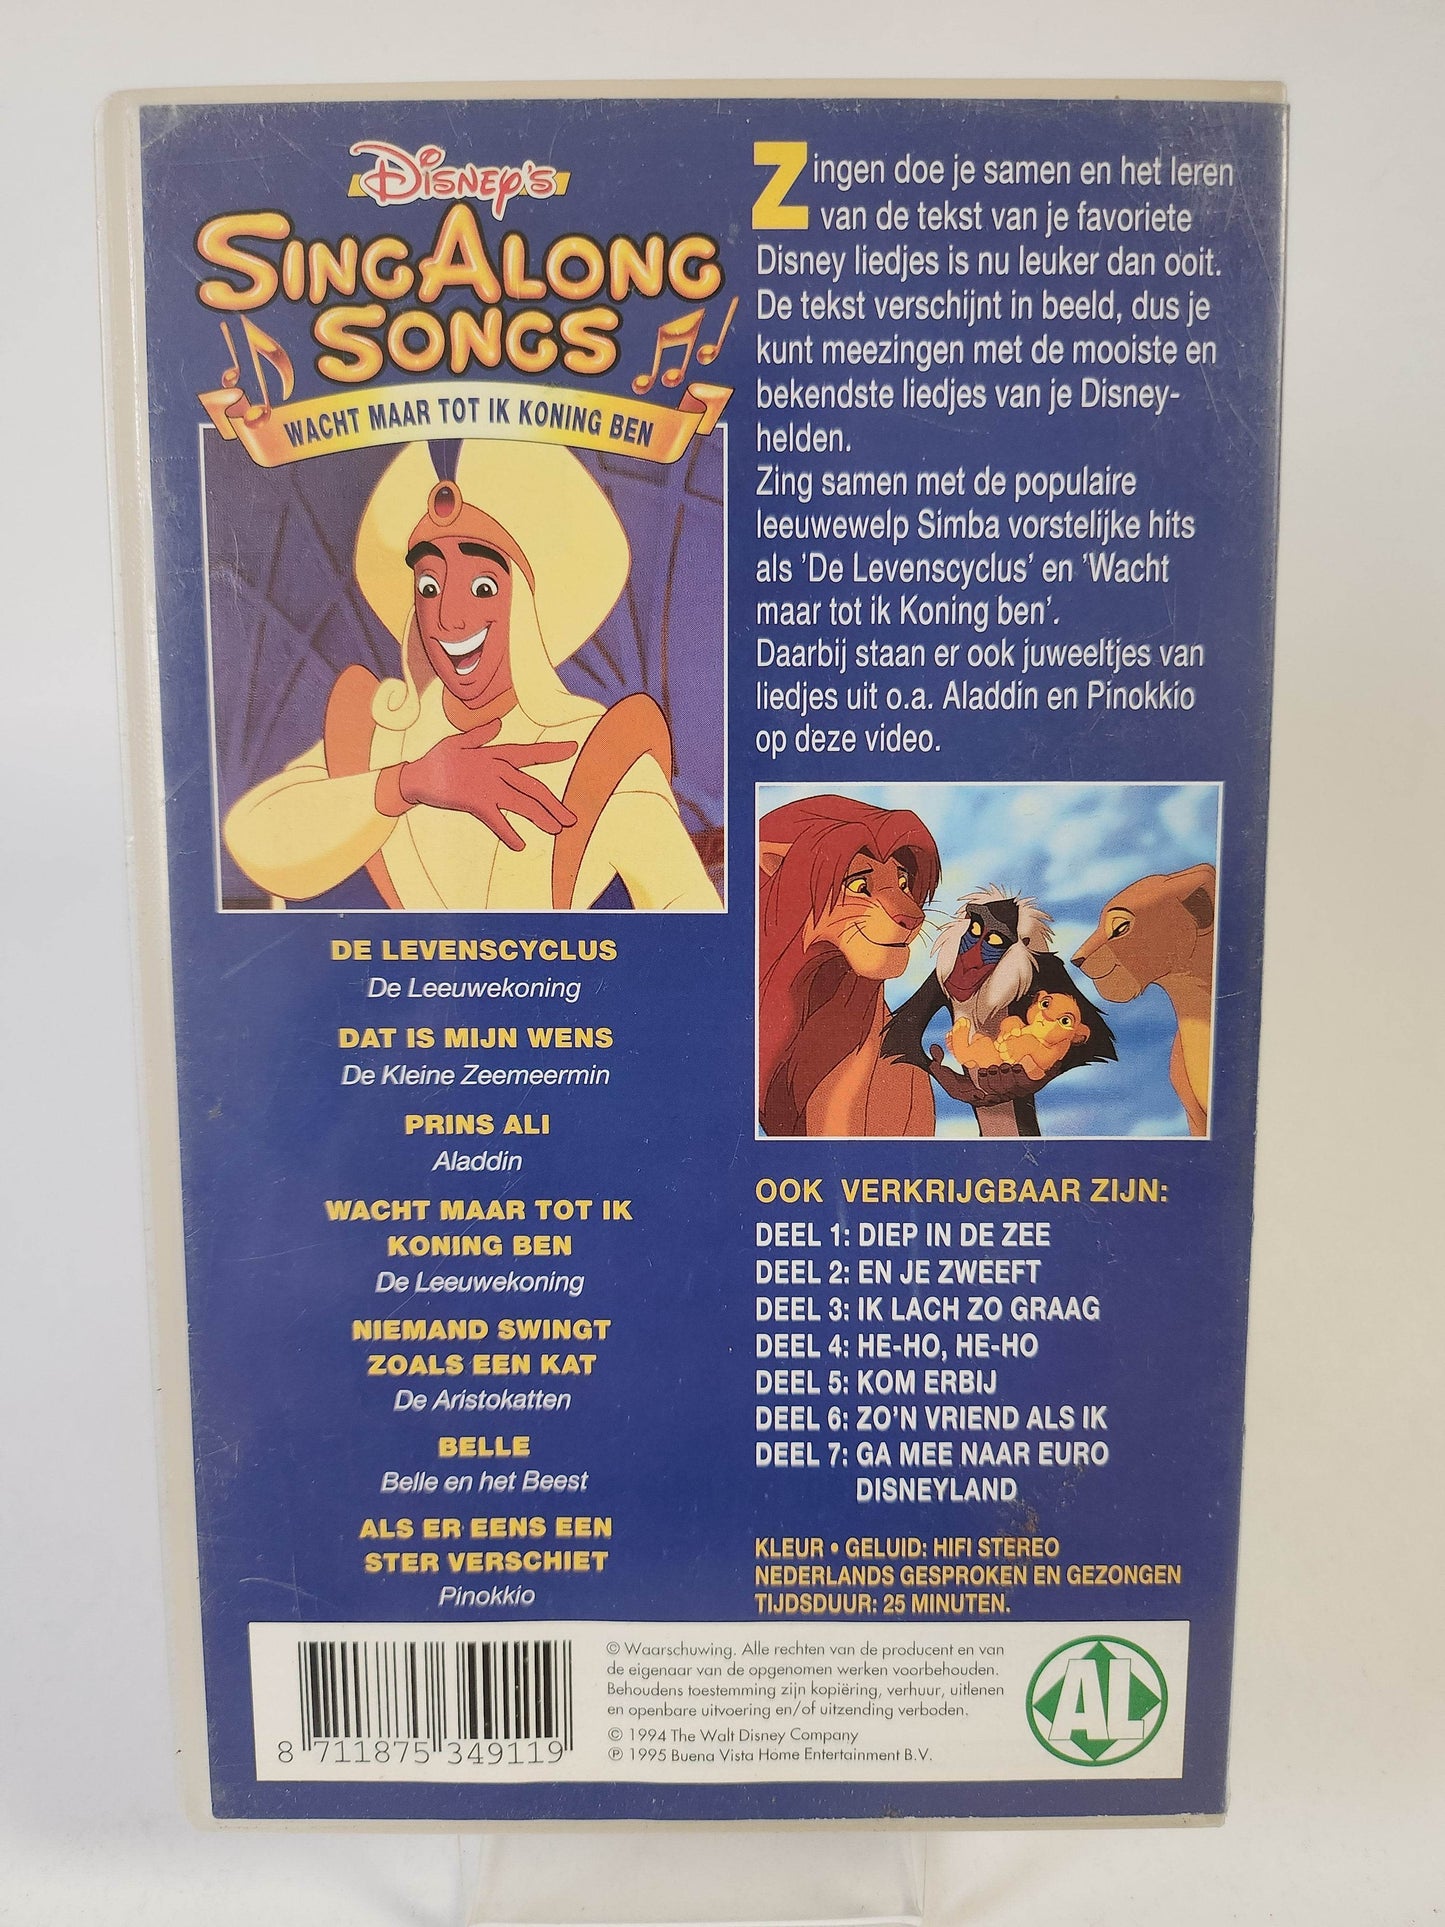 Disney's
SING ALONG
SONGS
WACHT MAAR TOT IK KONING BEN
DE LEVENSCYCLUS
De Leeuwekoning
DAT IS MIJN WENS
De Kleine Zeemeermin
PRINS ALI
Aladdin
WACHT MAAR TOT IK
KONING BEN
De Leeuwekoning
NIEMAND SWINGT
ZOALS EEN KAT
De Aristokatten
BELLE
Belle en het Beest
ALS ER EENS EEN
STER VERSCHIET
Pinokkio
Zingen doe je samen en het leren
van de tekst van je favoriete
Disney liedjes is nu leuker dan ooit.
De tekst verschijnt in beeld, dus je
kunt meezingen met de mooiste en
bekendste liedjes van je Disney-
helden.
Zing samen met de populaire
leeuwewelp Simba vorstelijke hits
als 'De Levenscyclus' en 'Wacht
maar tot ik Koning ben'.
Daarbij staan er ook juweeltjes van
liedjes uit o.a. Aladdin en Pinokkio
op deze video.
OOK VERKRIJGBAAR ZIJN:
DEEL 1: DIEP IN DE ZEE
DEEL 2: EN JE ZWEEFT
DEEL 3: IK LACH ZO GRAAG
DEEL 4: HE-HO, HE-HO
DEEL 5: KOM ERBIJ
DEEL 6: ZO'N VRIEND ALS IK
DEEL 7: GA MEE NAAR EURO
DISNEYLAND
KLEUR • GELUID: HIFI STEREO
NEDERLANDS GESPROKEN EN GEZONGEN
TIJDSDUUR: 25 MINUTEN.
8 711875 349119
© Waarschuwing. Alle rechten van de producent en van
de eigenaar van de opgenomen werken voorbehouden.
Behoudens toestemming zijn kopiëring, verhuur, uitlenen
en openbare uitvoering en/of uitzending verboden.
© 1994 The Walt Disney Company
℗ 1995 Buena Vista Home Entertainment B.V.
AL